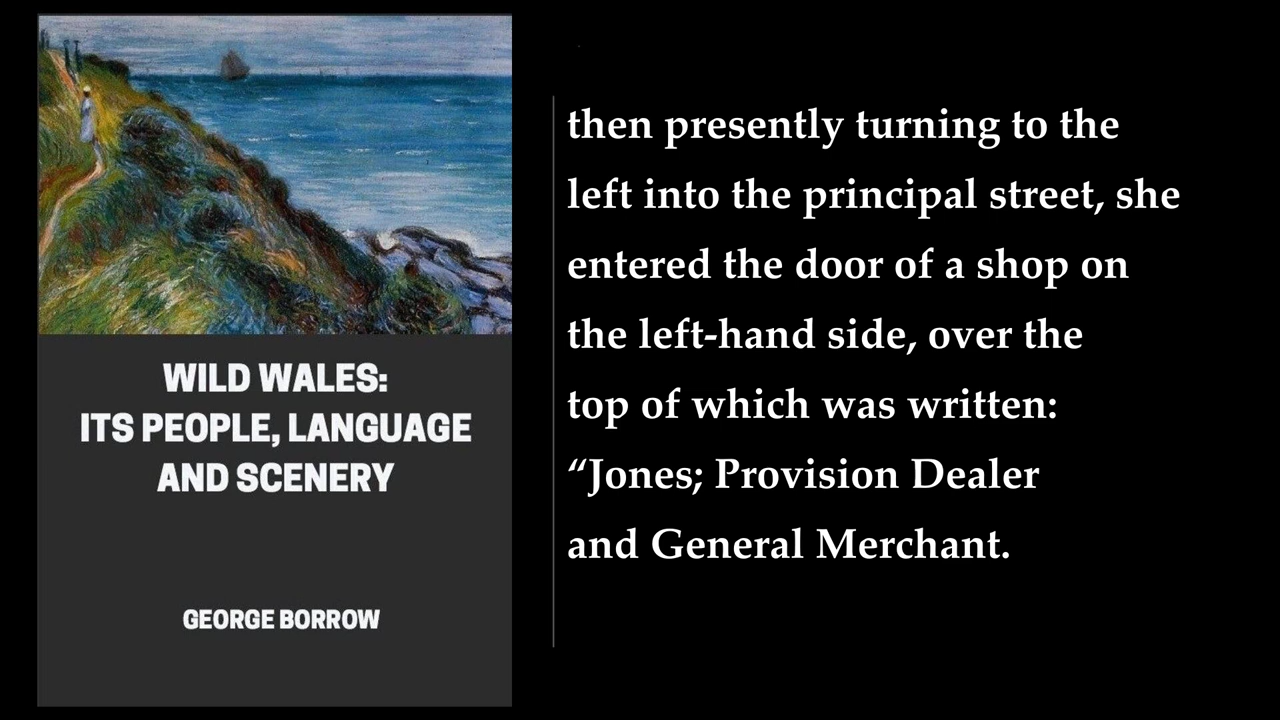 WILD WALES:
ITS PEOPLE, LANGUAGE
AND SCENERY
GEORGE BORROW
then presently turning to the
left into the principal street, she
entered the door of a shop on
the left-hand side, over the
top of which was written:
“Jones; Provision Dealer
and General Merchant.